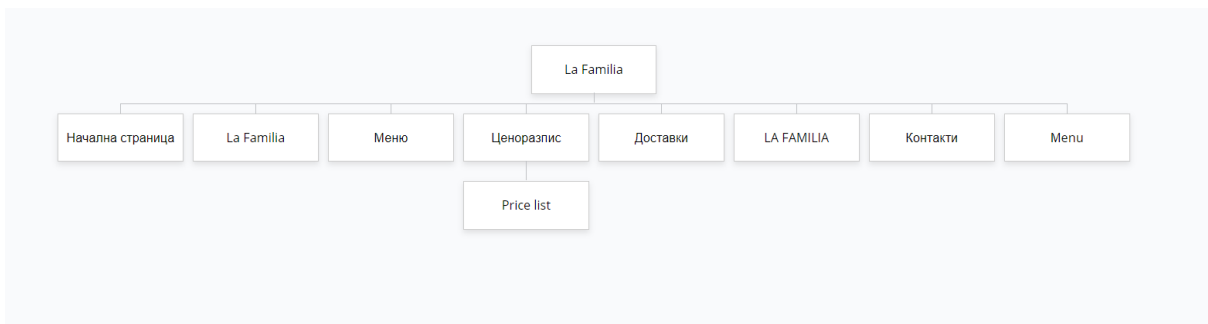 La Familia
Начална страница
La Familia
Меню
Ценоразпис
Доставки
LA FAMILIA
Контакти
Menu
Price list